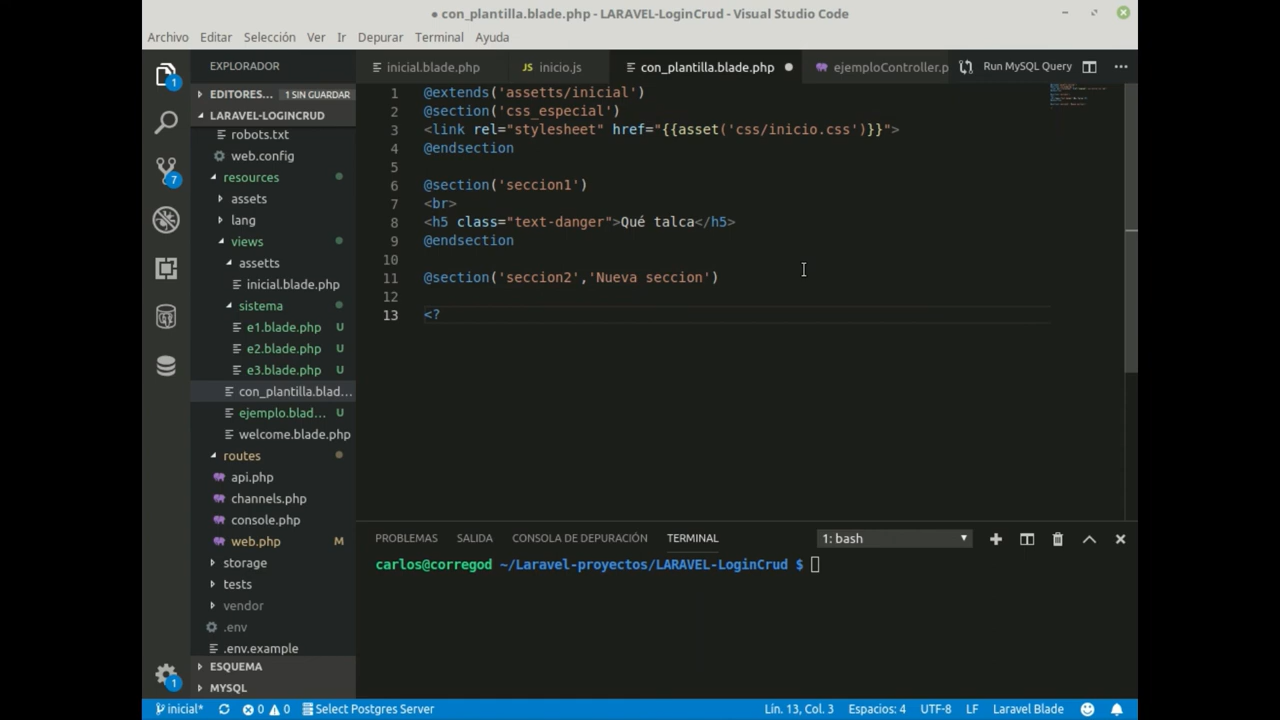 ● con_plantilla.blade.php - LARAVEL-LoginCrud - Visual Studio Code
Archivo Editar Selección Ver Ir Depurar Terminal Ayuda
EXPLORADOR
EDITORES... 1 SIN GUARDAR
LARAVEL-LOGINCRUD
robots.txt
web.config
resources
assets
lang
views
assetts
inicial.blade.php
sistema
e1.blade.php U
e2.blade.php U
e3.blade.php U
con_plantilla.blad...
ejemplo.blad... U
welcome.blade.php
routes
api.php
channels.php
console.php
web.php M
storage
tests
vendor
.env
.env.example
ESQUEMA
MYSQL
1
7
1
inicial.blade.php JS inicio.js con_plantilla.blade.php ● ejemploController.p Run MySQL Query ...
1 @extends('assetts/inicial')
2 @section('css_especial')
3 <link rel="stylesheet" href="{{asset('css/inicio.css')}}">
4 @endsection
5
6 @section('seccion1')
7 <br>
8 <h5 class="text-danger">Qué talca</h5>
9 @endsection
10
11 @section('seccion2','Nueva seccion')
12
13 <?
PROBLEMAS SALIDA CONSOLA DE DEPURACIÓN TERMINAL 1: bash
carlos@corregod ~/Laravel-proyectos/LARAVEL-LoginCrud $
inicial* 0 0 Select Postgres Server Lín. 13, Col. 3 Espacios: 4 UTF-8 LF Laravel Blade